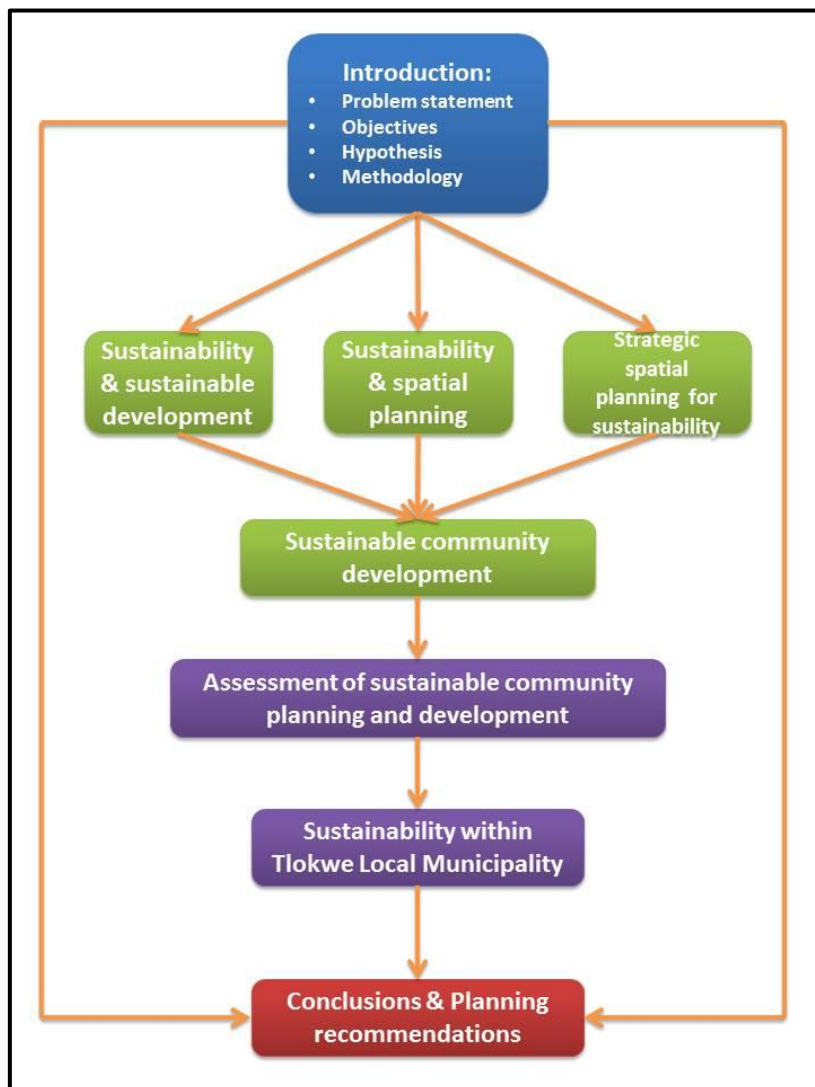 Introduction:
• Problem statement
• Objectives
• Hypothesis
• Methodology
Sustainability
& sustainable
development
Sustainability
& spatial
planning
Strategic
spatial
planning for
sustainability
Sustainable community
development
Assessment of sustainable community
planning and development
Sustainability within
Tlokwe Local Municipality
Conclusions & Planning
recommendations